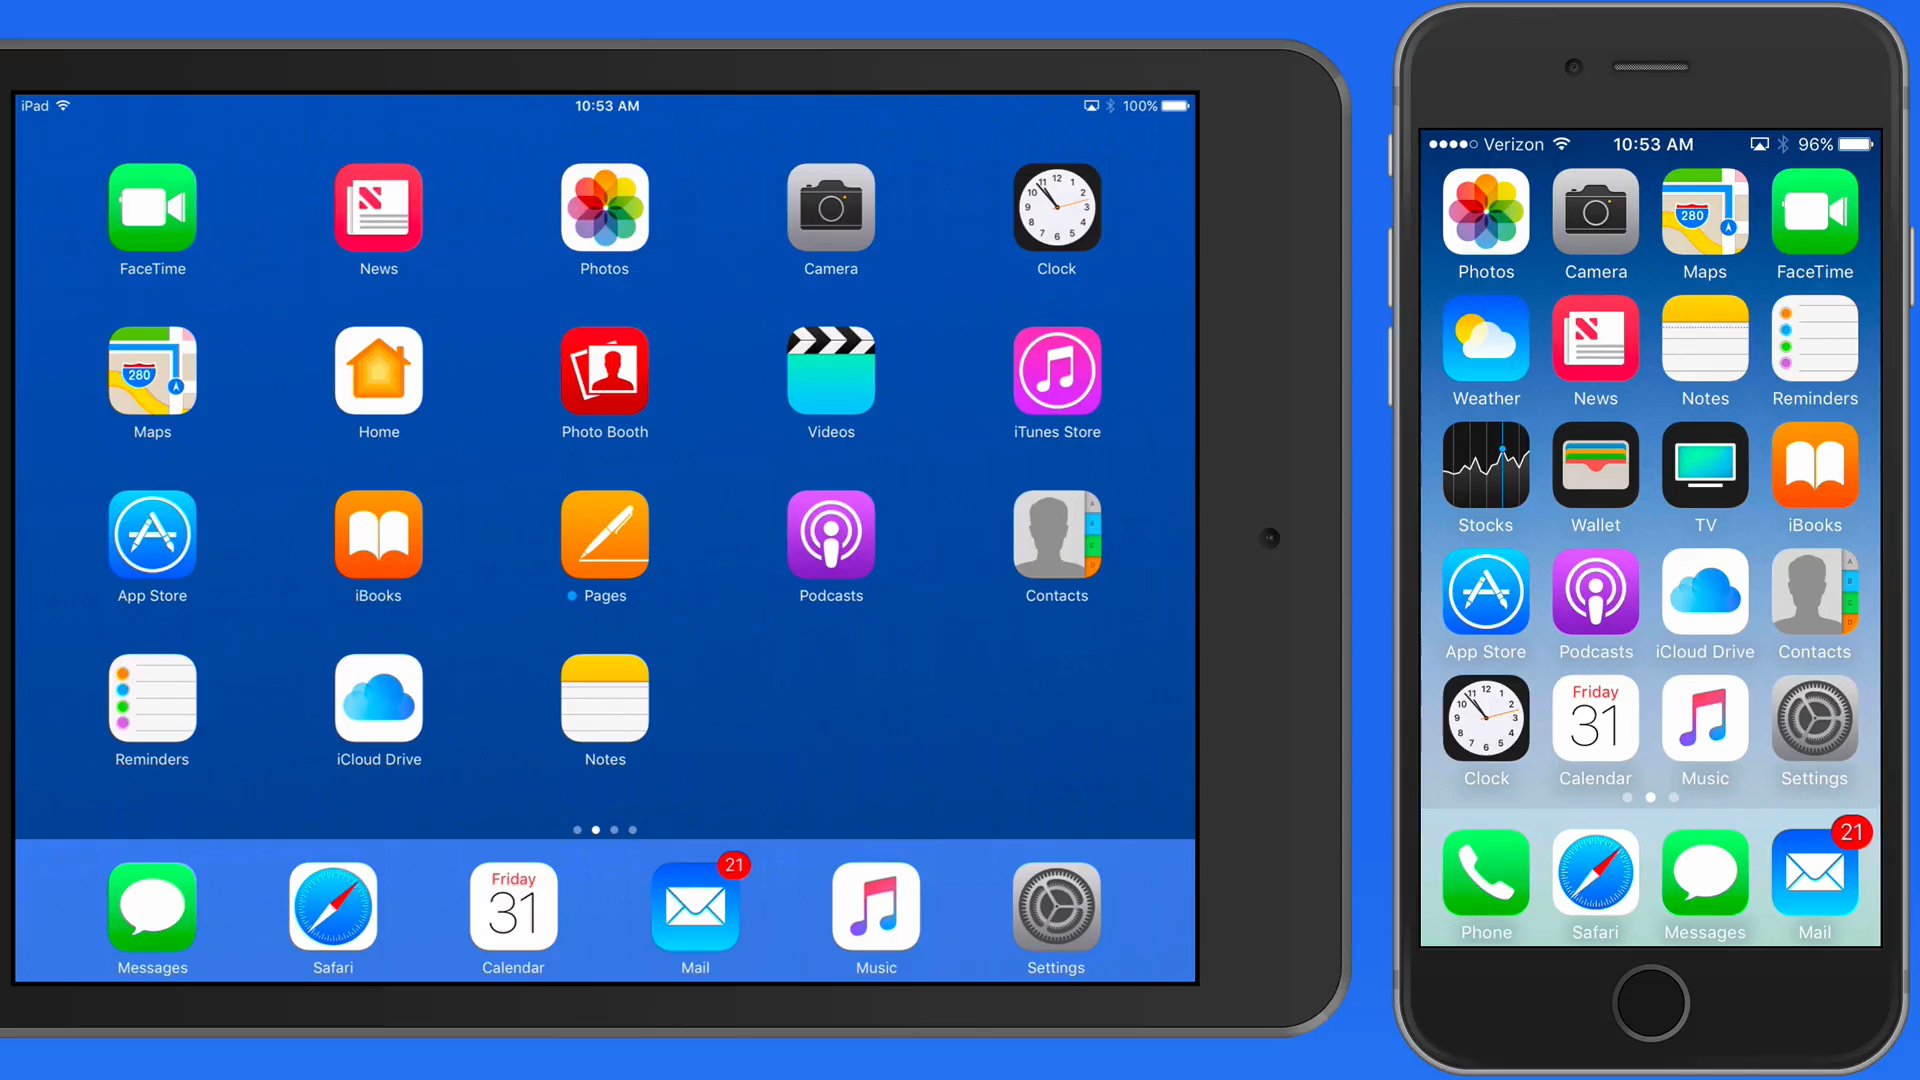 iPad 10:53 AM 100%
FaceTime News Photos Camera Clock
280
Maps Home Photo Booth Videos iTunes Store
App Store iBooks Pages Podcasts Contacts
Reminders iCloud Drive Notes
Friday
31
21
Messages Safari Calendar Mail Music Settings
Verizon 10:53 AM 96%
280
Photos Camera Maps FaceTime
Weather News Notes Reminders
Stocks Wallet TV iBooks
App Store Podcasts iCloud Drive Contacts
Friday
31
Clock Calendar Music Settings
21
Phone Safari Messages Mail